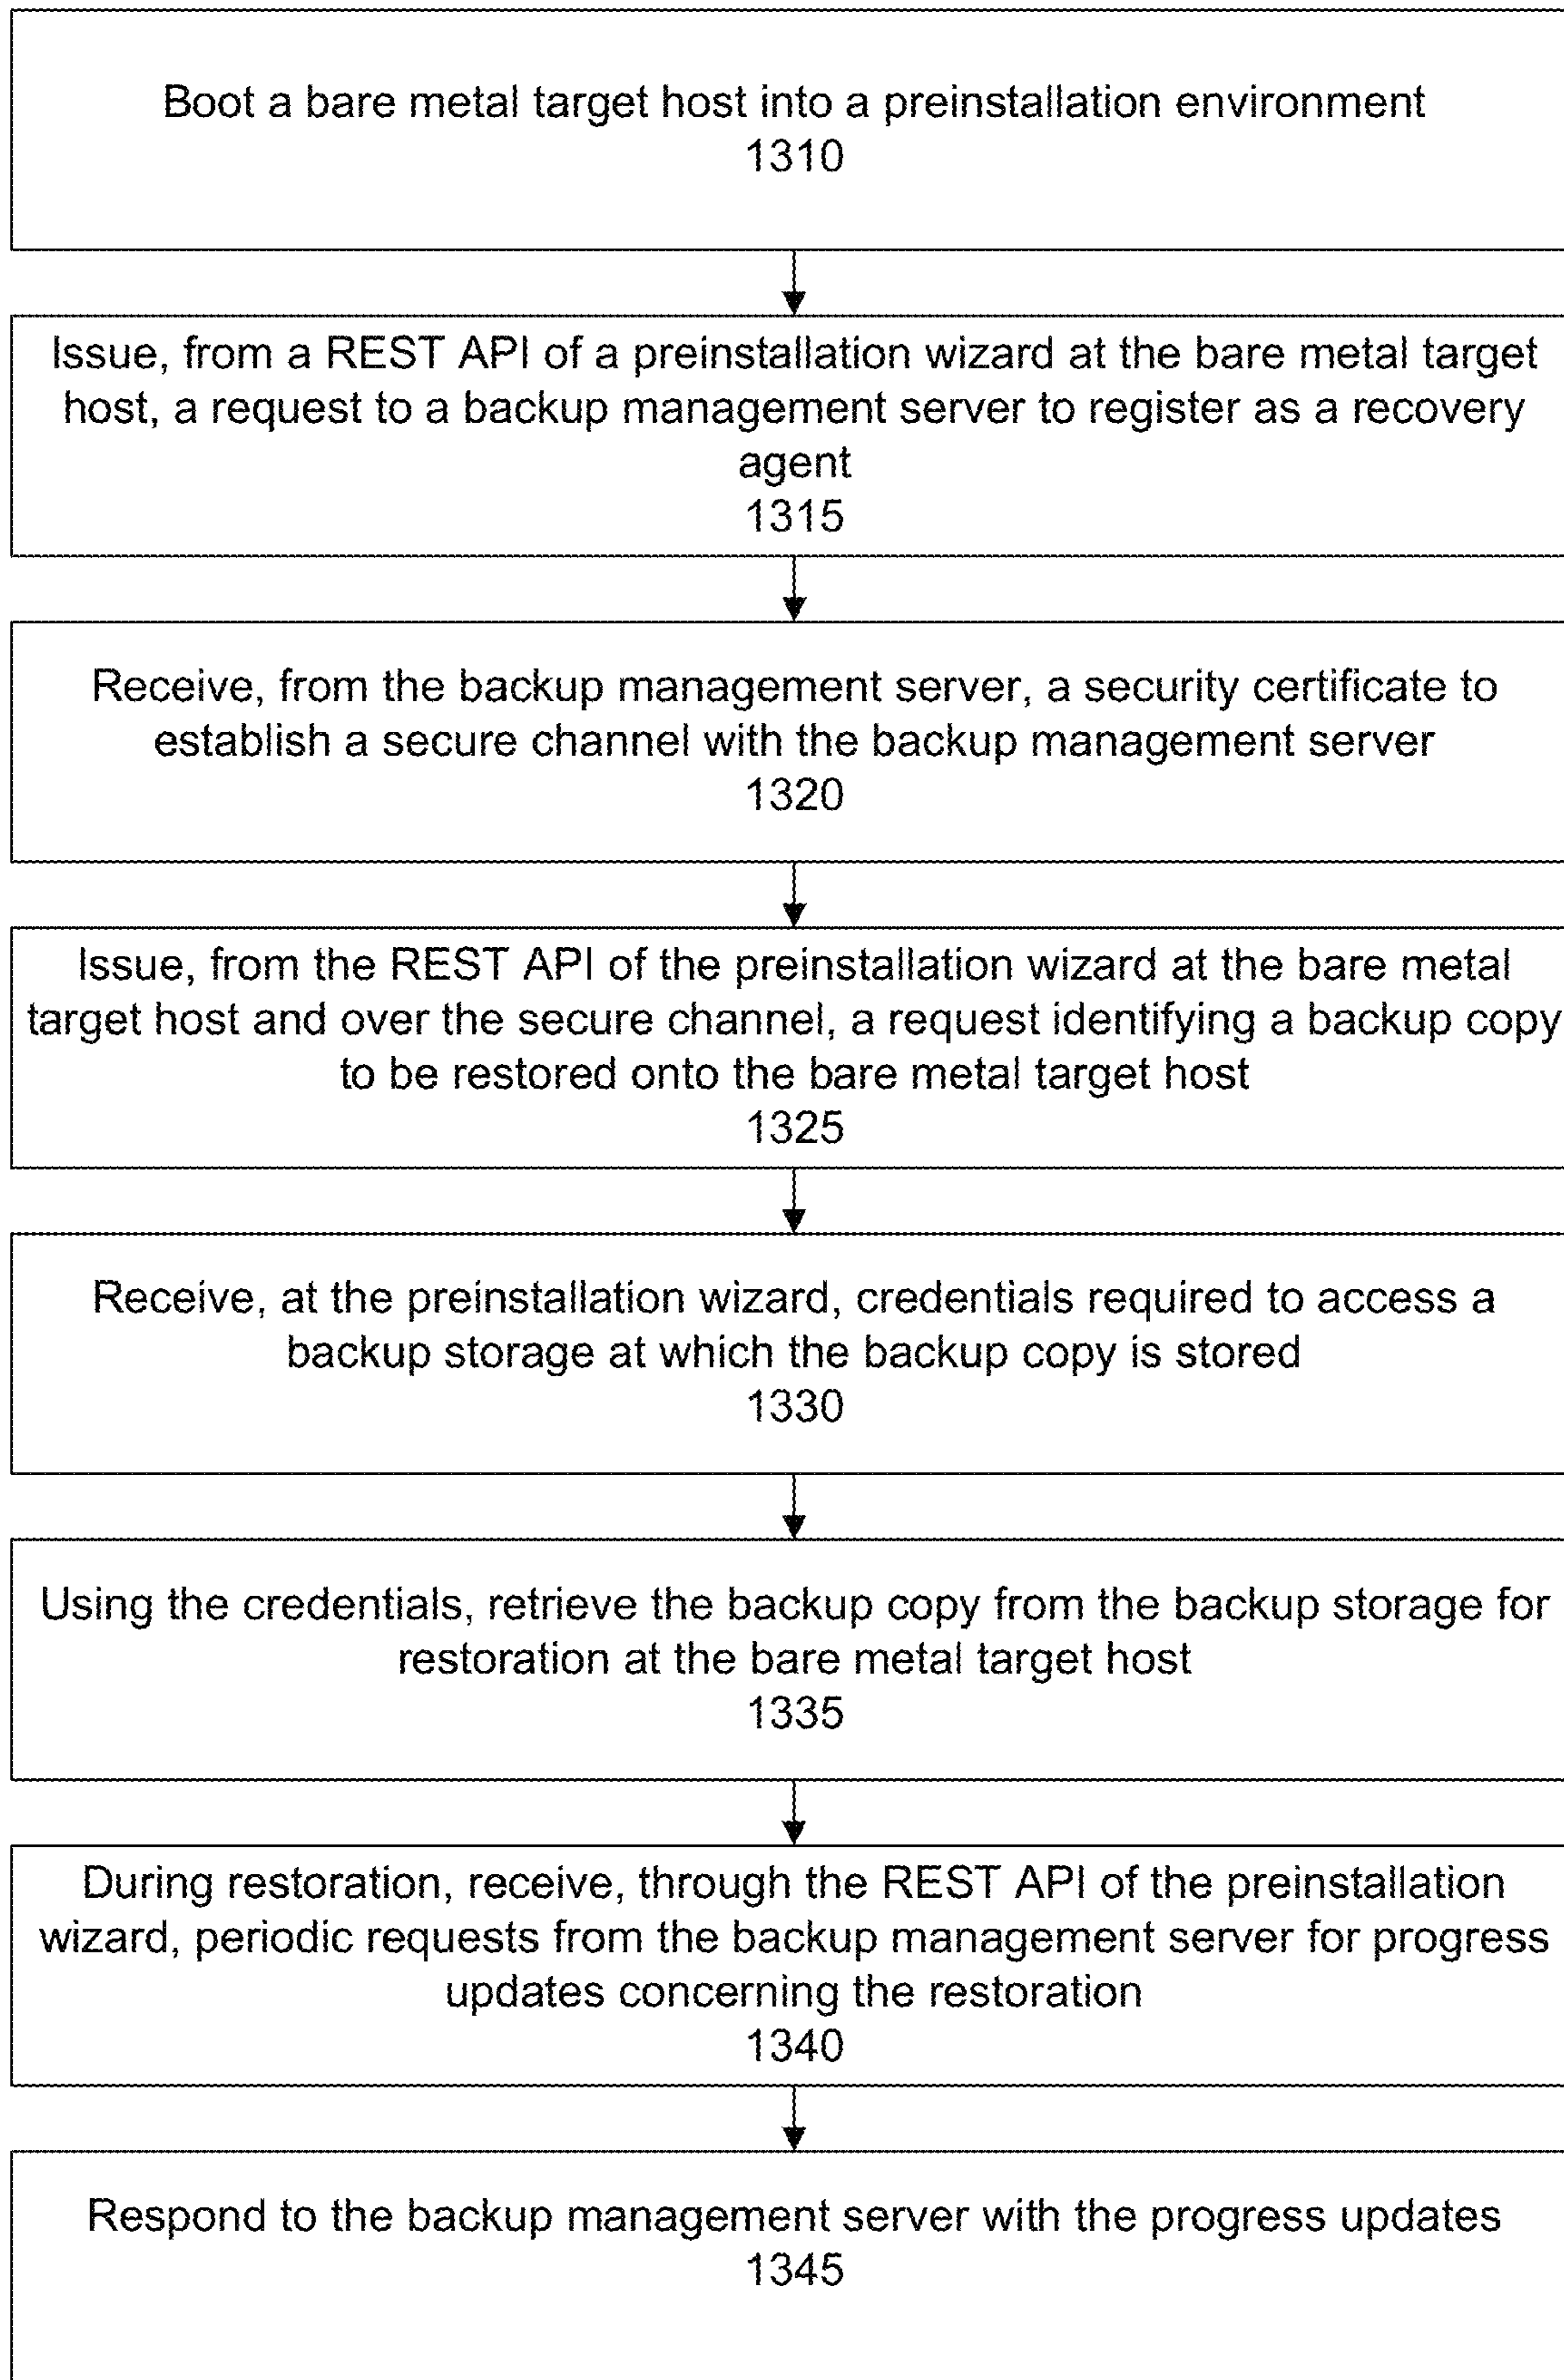 Boot a bare metal target host into a preinstallation environment
1310
Issue, from a REST API of a preinstallation wizard at the bare metal target
host, a request to a backup management server to register as a recovery
agent
1315
Receive, from the backup management server, a security certificate to
establish a secure channel with the backup management server
1320
Issue, from the REST API of the preinstallation wizard at the bare metal
target host and over the secure channel, a request identifying a backup copy
to be restored onto the bare metal target host
1325
Receive, at the preinstallation wizard, credentials required to access a
backup storage at which the backup copy is stored
1330
Using the credentials, retrieve the backup copy from the backup storage for
restoration at the bare metal target host
1335
During restoration, receive, through the REST API of the preinstallation
wizard, periodic requests from the backup management server for progress
updates concerning the restoration
1340
Respond to the backup management server with the progress updates
1345